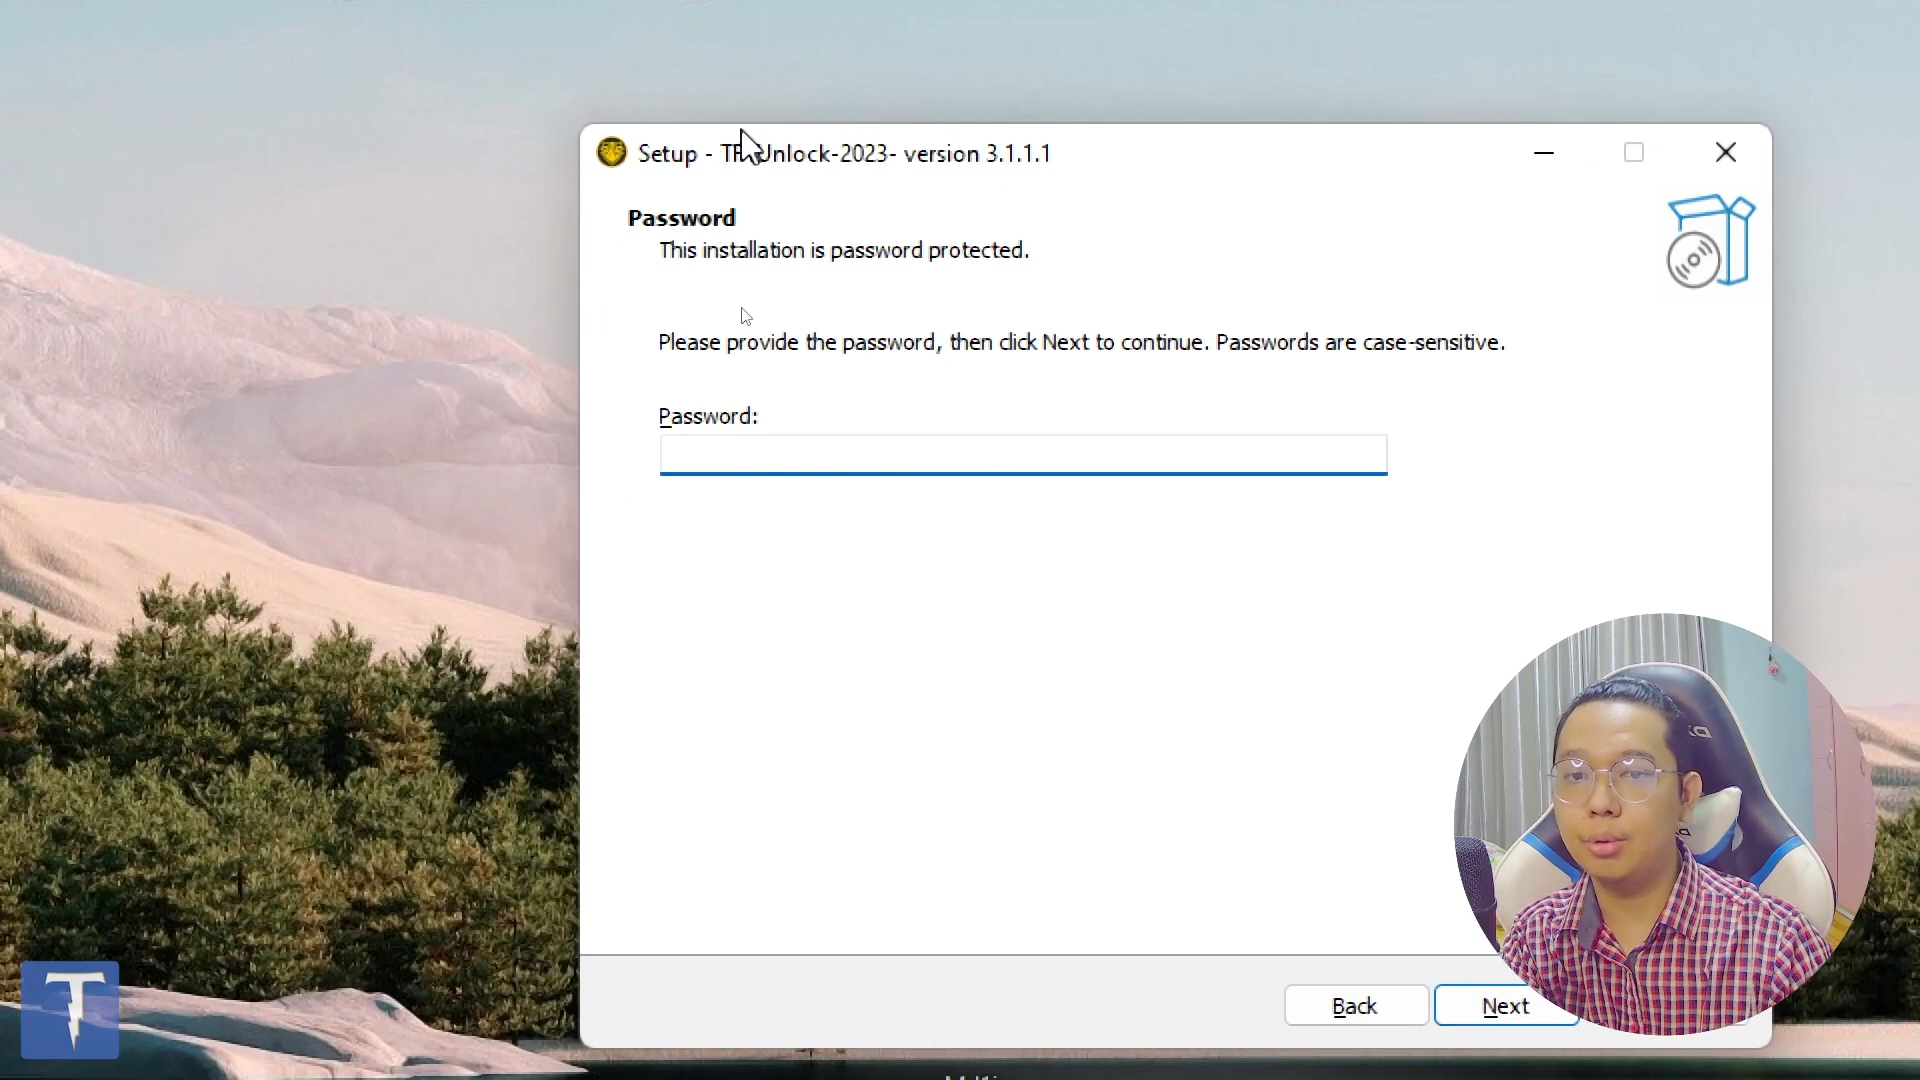 Setup - TFT Unlock-2023- version 3.1.1.1
Password
This installation is password protected.
Please provide the password, then click Next to continue. Passwords are case-sensitive.
Password:
Back
Next
T